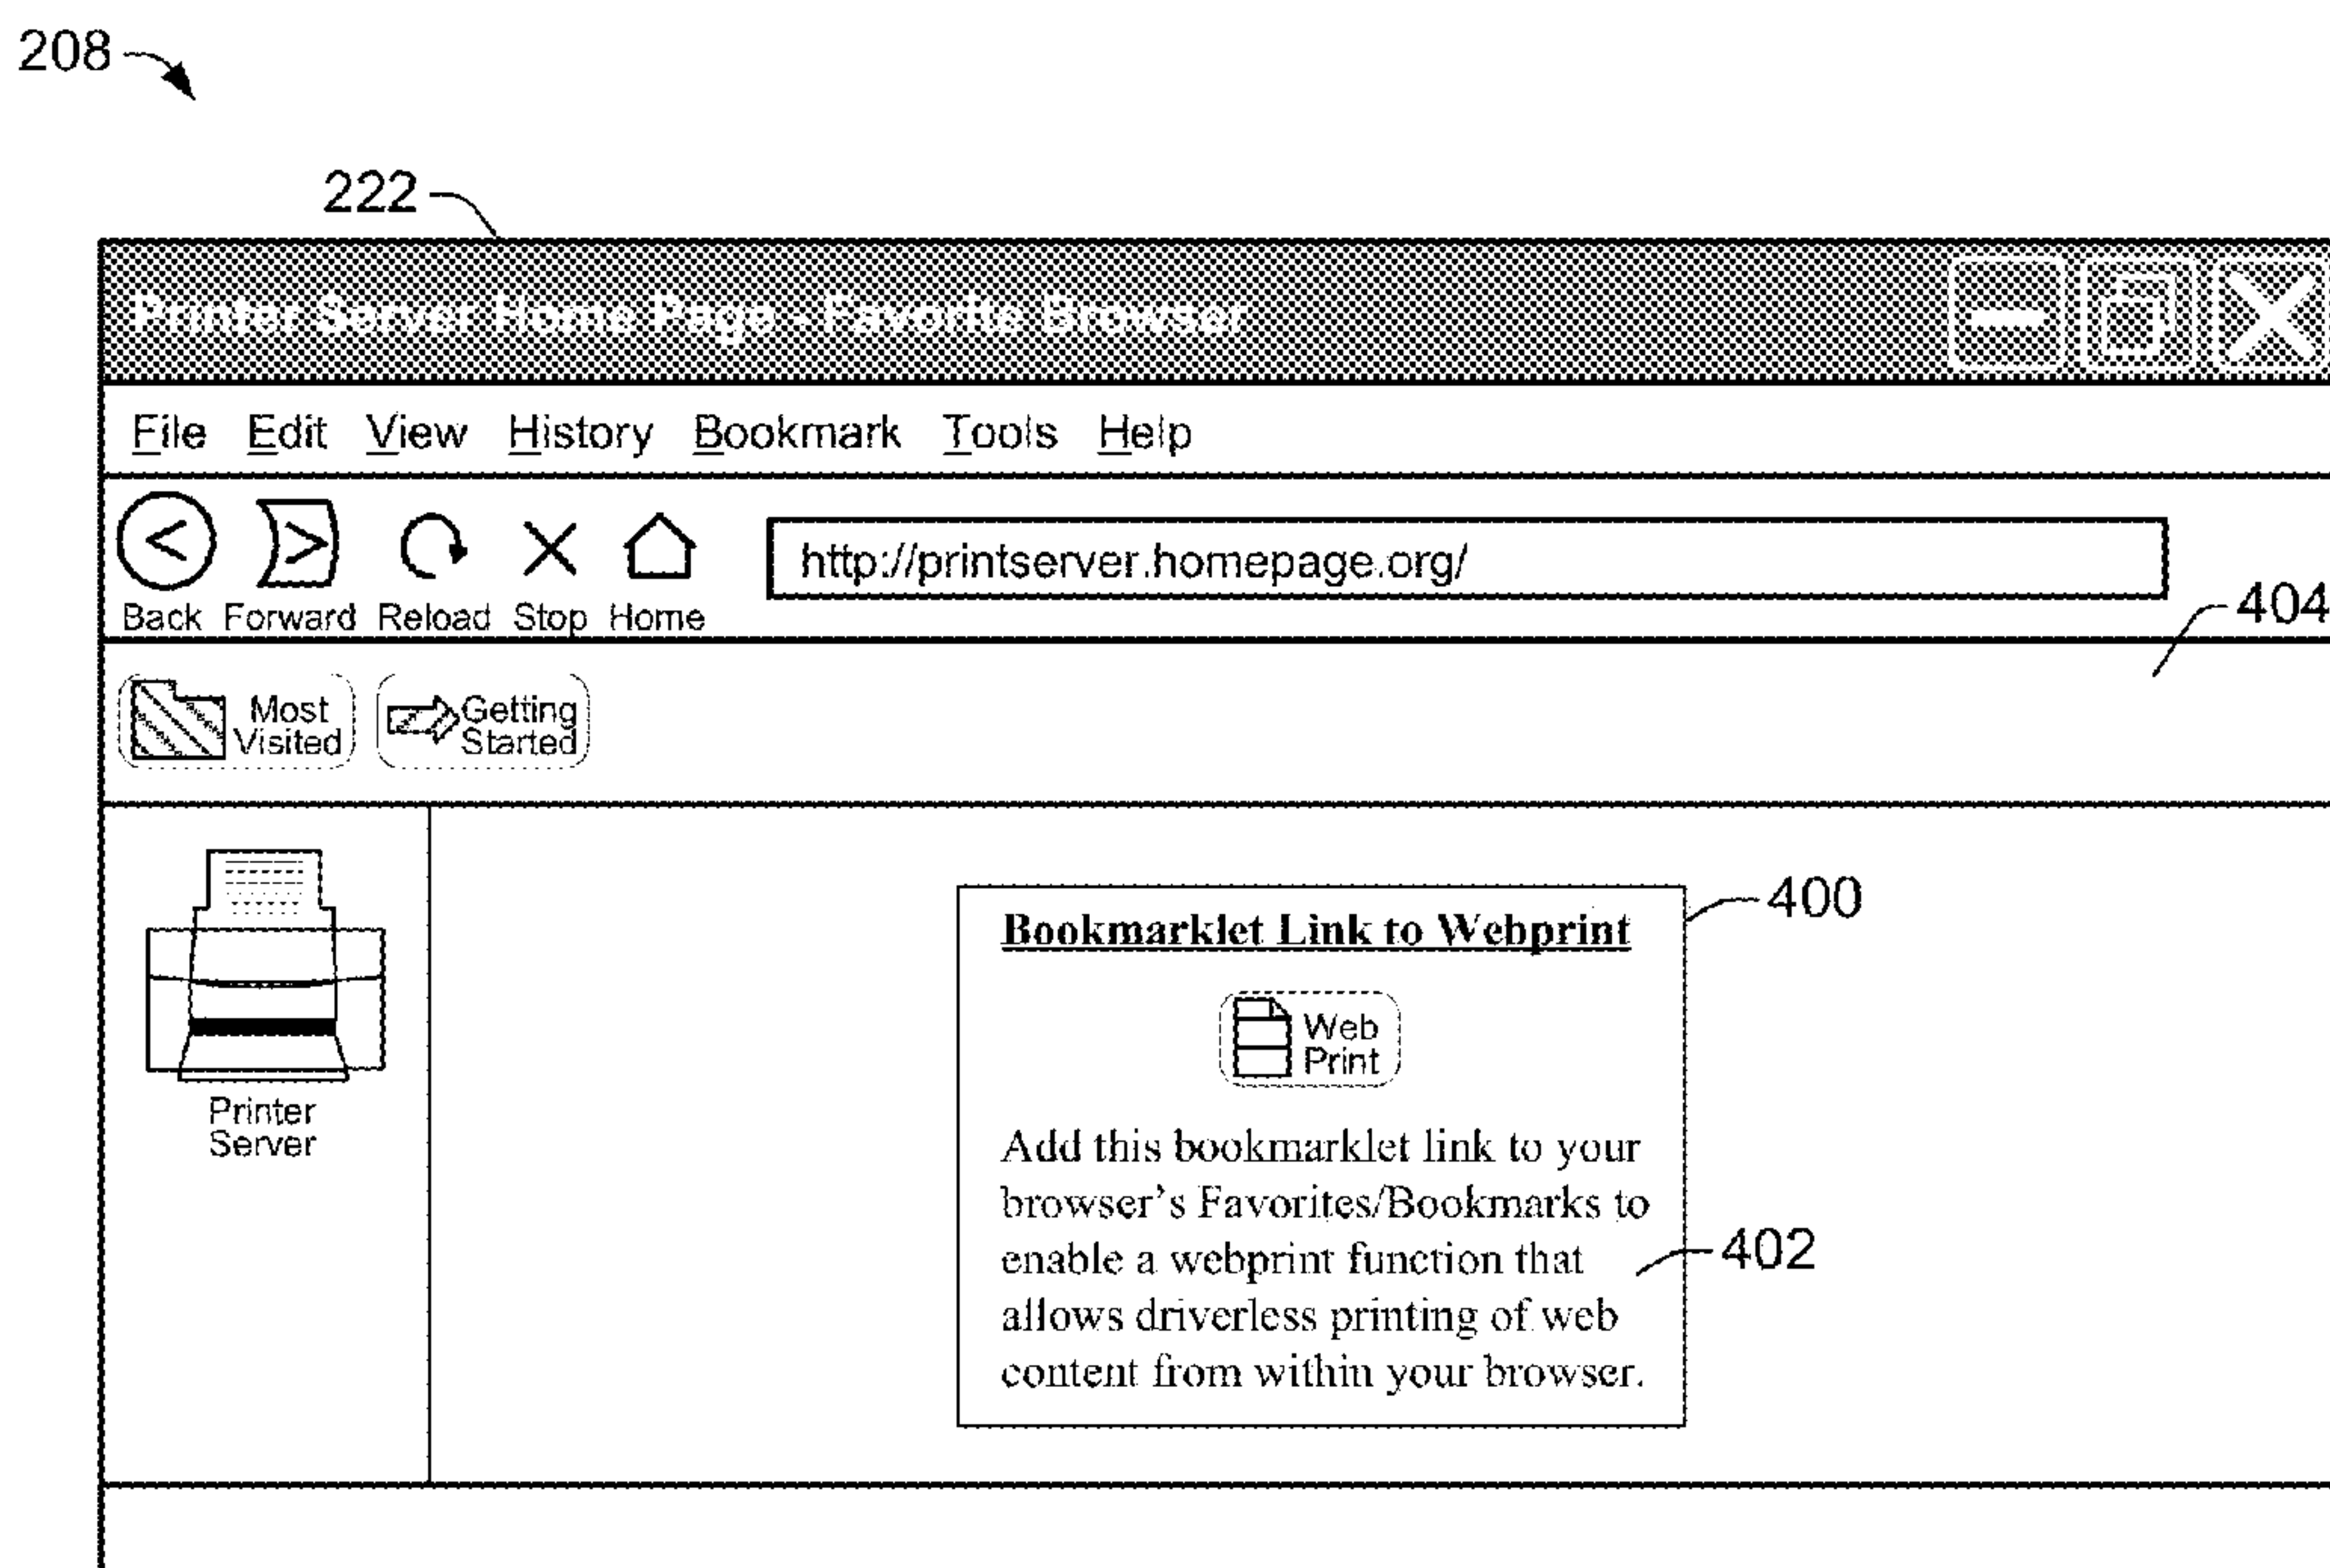 208
222
Printer Server Home Page - Favorite Browser
File Edit View History Bookmark Tools Help
http://printserver.homepage.org/
Back Forward Reload Stop Home
404
Most
Visited
Getting
Started
Printer
Server
400
Bookmarklet Link to Webprint
Web
Print
Add this bookmarklet link to your
browser's Favorites/Bookmarks to
enable a webprint function that
402
allows driverless printing of web
content from within your browser.